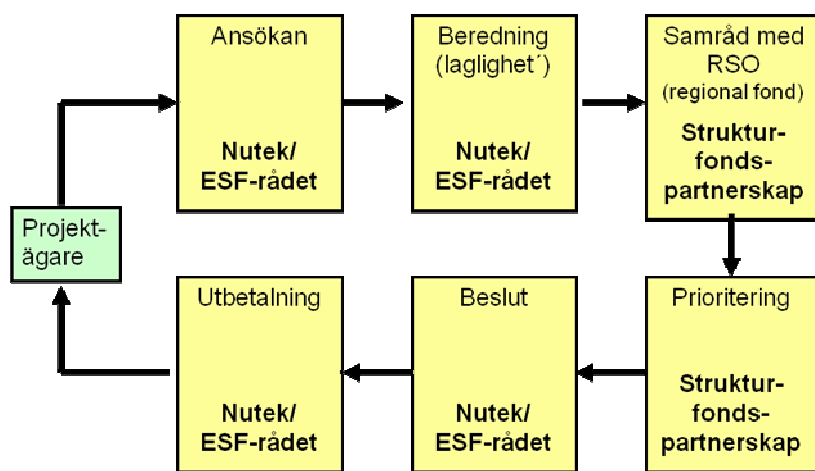 Ansökan
Nutek/
ESF-rådet
Beredning
(laglighet´)
Nutek/
ESF-rådet
Samråd med
RSO
(regional fond)
Struktur-
fonds-
partnerskap
Prioritering
Struktur-
fonds-
partnerskap
Beslut
Nutek/
ESF-rådet
Utbetalning
Nutek/
ESF-rådet
Projekt-
ägare